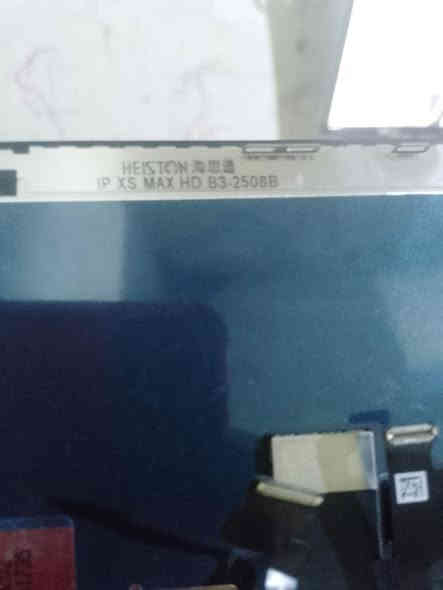 HEISTON 海思通
IP XS MAX HD B3-2508B